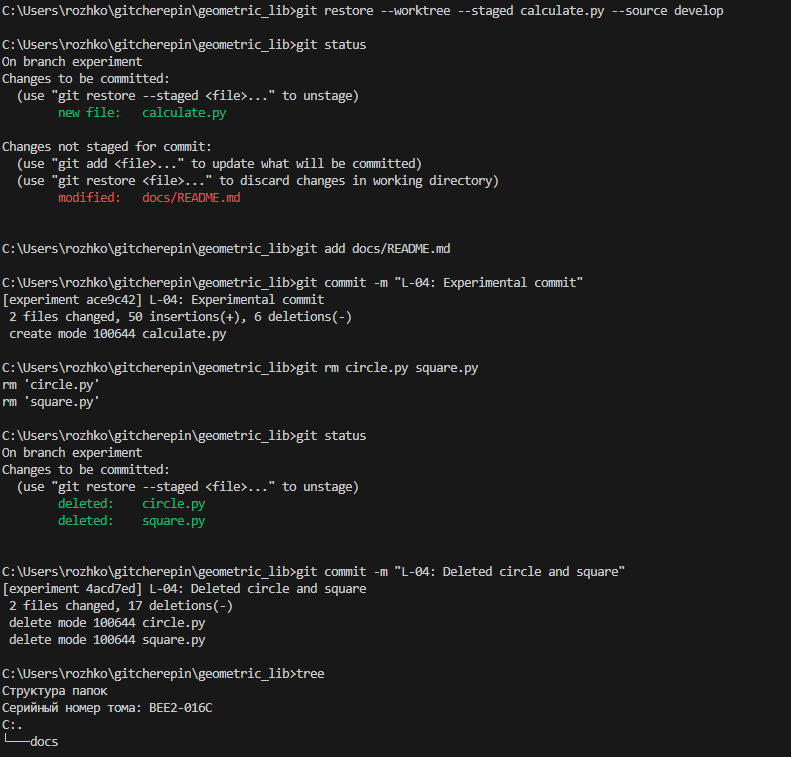 C:\Users\rozhko\gitcherepin\geometric_lib>git restore --worktree --staged calculate.py --source develop
C:\Users\rozhko\gitcherepin\geometric_lib>git status
On branch experiment
Changes to be committed:
  (use "git restore --staged <file>..." to unstage)
        new file:   calculate.py
Changes not staged for commit:
  (use "git add <file>..." to update what will be committed)
  (use "git restore <file>..." to discard changes in working directory)
        modified:   docs/README.md
C:\Users\rozhko\gitcherepin\geometric_lib>git add docs/README.md
C:\Users\rozhko\gitcherepin\geometric_lib>git commit -m "L-04: Experimental commit"
[experiment ace9c42] L-04: Experimental commit
 2 files changed, 50 insertions(+), 6 deletions(-)
 create mode 100644 calculate.py
C:\Users\rozhko\gitcherepin\geometric_lib>git rm circle.py square.py
rm 'circle.py'
rm 'square.py'
C:\Users\rozhko\gitcherepin\geometric_lib>git status
On branch experiment
Changes to be committed:
  (use "git restore --staged <file>..." to unstage)
        deleted:    circle.py
        deleted:    square.py
C:\Users\rozhko\gitcherepin\geometric_lib>git commit -m "L-04: Deleted circle and square"
[experiment 4acd7ed] L-04: Deleted circle and square
 2 files changed, 17 deletions(-)
 delete mode 100644 circle.py
 delete mode 100644 square.py
C:\Users\rozhko\gitcherepin\geometric_lib>tree
Структура папок
Серийный номер тома: BEE2-016C
C:.
└───docs